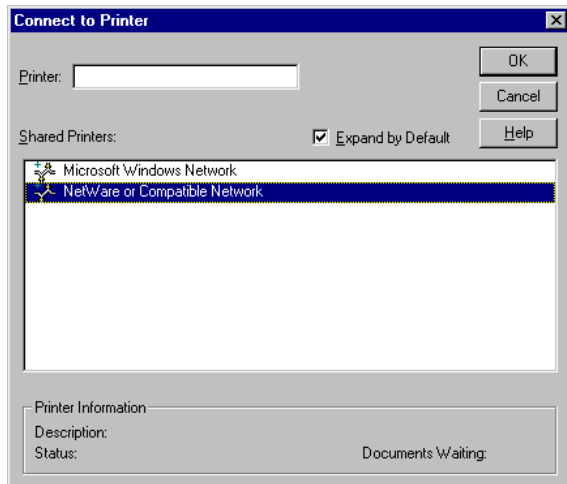 Connect to Printer
Printer:
OK
Cancel
Help
Shared Printers:
Expand by Default
Microsoft Windows Network
NetWare or Compatible Network
Printer Information
Description:
Status:
Documents Waiting: